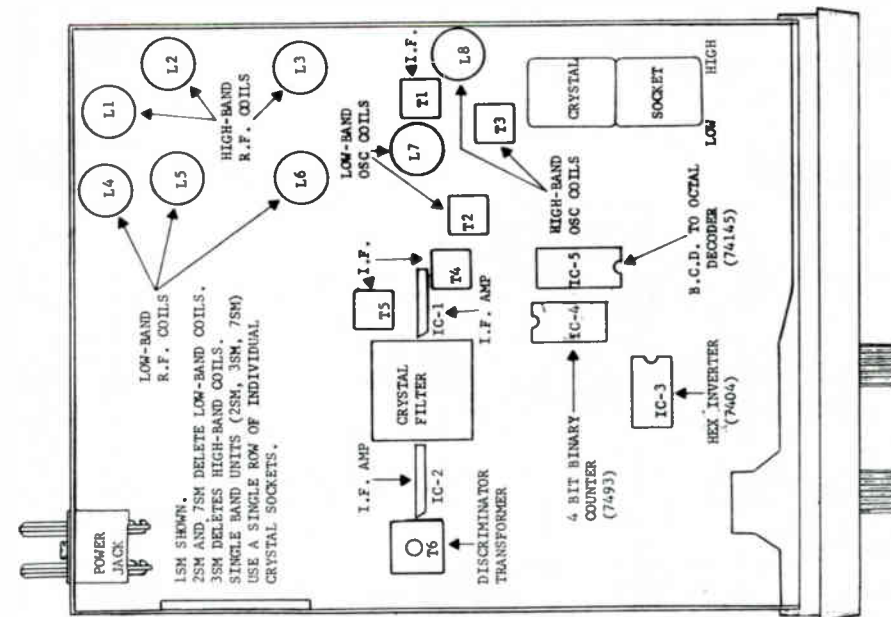 POWER
JACK
1SM SHOWN.
2SM AND 7SM DELETE LOW-BAND COILS.
3SM DELETES HIGH-BAND COILS.
SINGLE BAND UNITS (2SM, 3SM, 7SM)
USE A SINGLE ROW OF INDIVIDUAL
CRYSTAL SOCKETS.
LOW-BAND
R.F. COILS
L4
L5
L6
L1
L2
L3
HIGH-BAND
R.F. COILS
LOW-BAND
OSC COILS
I.F.
T1
L7
L8
T3
T2
HIGH-BAND
OSC COILS
I.F.
T5
T4
IC-1
I.F. AMP
CRYSTAL
FILTER
I.F. AMP
IC-2
T6
DISCRIMINATOR
TRANSFORMER
4 BIT BINARY
COUNTER
(7493)
IC-4
IC-5
B.C.D. TO OCTAL
DECODER
(74145)
IC-3
HEX INVERTER
(7404)
CRYSTAL
SOCKET
LOW
HIGH